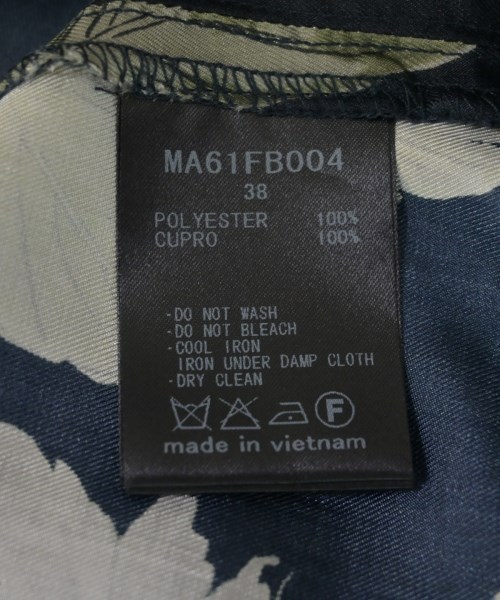 MA61FB004
38
POLYESTER 100%
CUPRO 100%
-DO NOT WASH
-DO NOT BLEACH
-COOL IRON
IRON UNDER DAMP CLOTH
-DRY CLEAN
F
made in vietnam